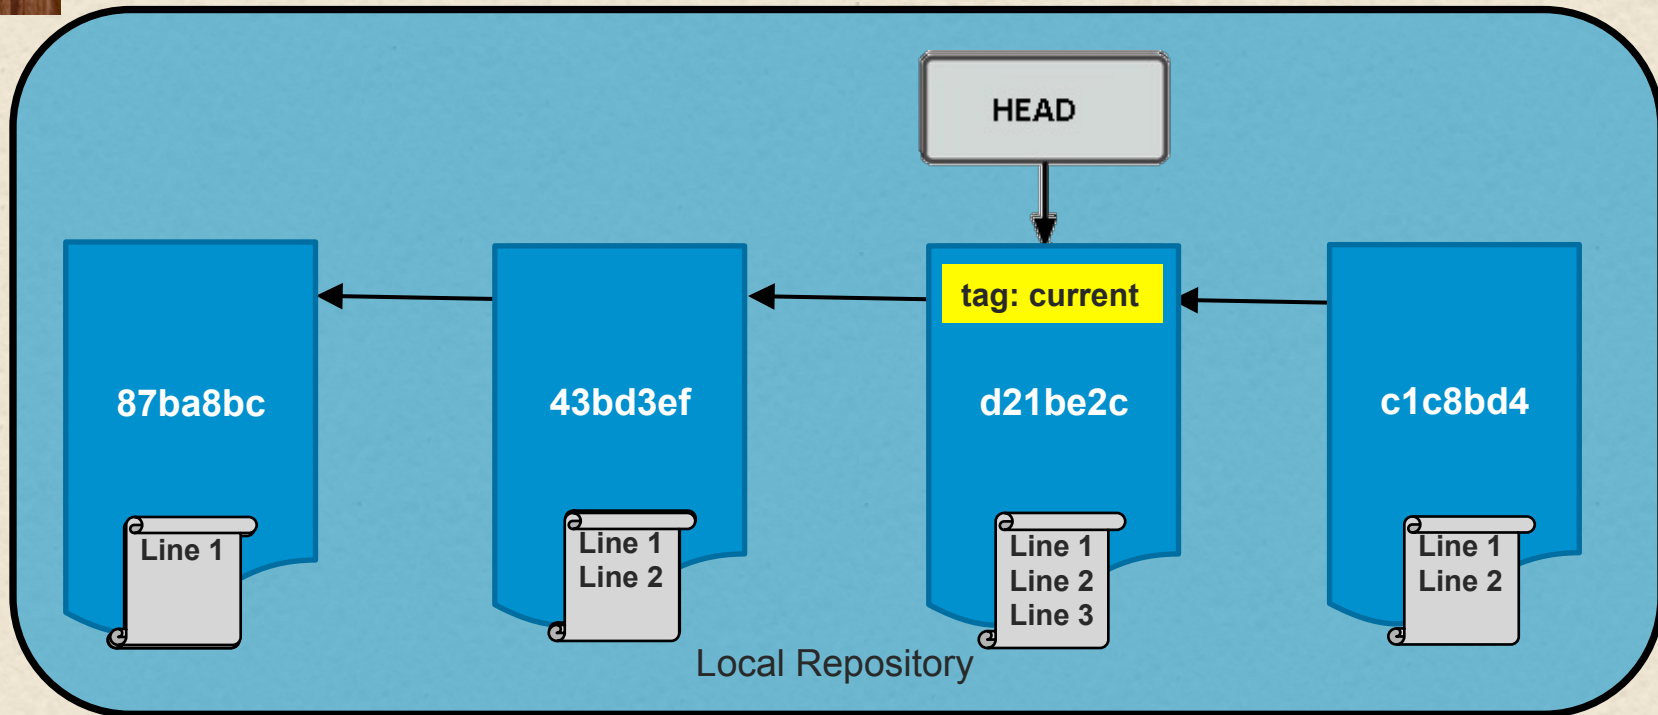 HEAD
tag: current
87ba8bc
43bd3ef
d21be2c
c1c8bd4
Line 1
Line 1
Line 2
Line 1
Line 2
Line 3
Line 1
Line 2
Local Repository